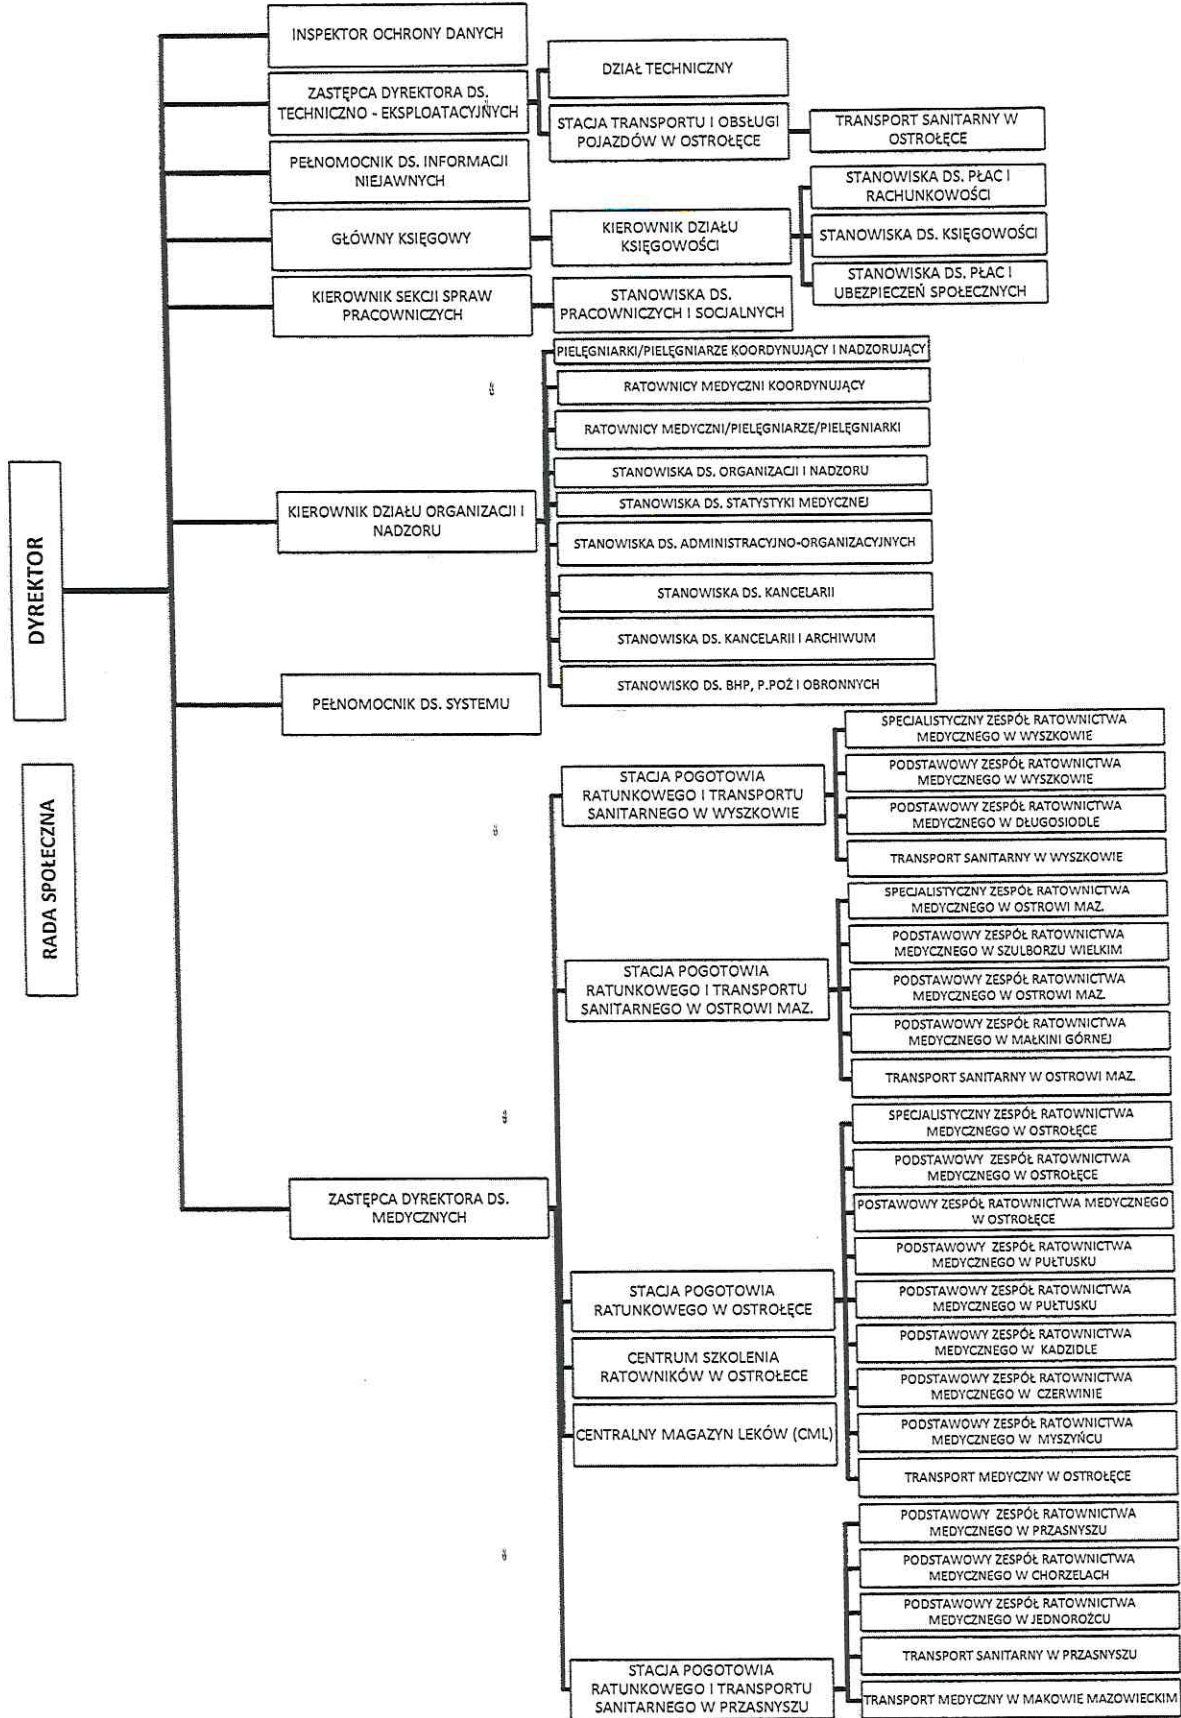 DYREKTOR
RADA SPOŁECZNA
INSPEKTOR OCHRONY DANYCH
ZASTĘPCA DYREKTORA DS.
TECHNICZNO - EKSPLOATACYJNYCH
DZIAŁ TECHNICZNY
STACJA TRANSPORTU I OBSŁUGI
POJAZDÓW W OSTROŁĘCE
TRANSPORT SANITARNY W
OSTROŁĘCE
PEŁNOMOCNIK DS. INFORMACJI
NIEJAWNYCH
GŁÓWNY KSIĘGOWY
KIEROWNIK DZIAŁU
KSIĘGOWOŚCI
STANOWISKA DS. PŁAC I
RACHUNKOWOŚCI
STANOWISKA DS. KSIĘGOWOŚCI
STANOWISKA DS. PŁAC I
UBEZPIECZEŃ SPOŁECZNYCH
KIEROWNIK SEKCJI SPRAW
PRACOWNICZYCH
STANOWISKA DS.
PRACOWNICZYCH I SOCJALNYCH
KIEROWNIK DZIAŁU ORGANIZACJI I
NADZORU
PIELĘGNIARKI/PIELĘGNIARZE KOORDYNUJĄCY I NADZORUJĄCY
RATOWNICY MEDYCZNI KOORDYNUJĄCY
RATOWNICY MEDYCZNI/PIELĘGNIARZE/PIELĘGNIARKI
STANOWISKA DS. ORGANIZACJI I NADZORU
STANOWISKA DS. STATYSTYKI MEDYCZNEJ
STANOWISKA DS. ADMINISTRACYJNO-ORGANIZACYJNYCH
STANOWISKA DS. KANCELARII
STANOWISKA DS. KANCELARII I ARCHIWUM
STANOWISKO DS. BHP, P.POŻ I OBRONNYCH
PEŁNOMOCNIK DS. SYSTEMU
ZASTĘPCA DYREKTORA DS.
MEDYCZNYCH
STACJA POGOTOWIA
RATUNKOWEGO I TRANSPORTU
SANITARNEGO W WYSZKOWIE
SPECJALISTYCZNY ZESPÓŁ RATOWNICTWA
MEDYCZNEGO W WYSZKOWIE
PODSTAWOWY ZESPÓŁ RATOWNICTWA
MEDYCZNEGO W WYSZKOWIE
PODSTAWOWY ZESPÓŁ RATOWNICTWA
MEDYCZNEGO W DŁUGOSIODLE
TRANSPORT SANITARNY W WYSZKOWIE
STACJA POGOTOWIA
RATUNKOWEGO I TRANSPORTU
SANITARNEGO W OSTROWI MAZ.
SPECJALISTYCZNY ZESPÓŁ RATOWNICTWA
MEDYCZNEGO W OSTROWI MAZ.
PODSTAWOWY ZESPÓŁ RATOWNICTWA
MEDYCZNEGO W SZULBORZU WIELKIM
PODSTAWOWY ZESPÓŁ RATOWNICTWA
MEDYCZNEGO W OSTROWI MAZ.
PODSTAWOWY ZESPÓŁ RATOWNICTWA
MEDYCZNEGO W MAŁKINI GÓRNEJ
TRANSPORT SANITARNY W OSTROWI MAZ.
STACJA POGOTOWIA
RATUNKOWEGO W OSTROŁĘCE
SPECJALISTYCZNY ZESPÓŁ RATOWNICTWA
MEDYCZNEGO W OSTROŁĘCE
PODSTAWOWY ZESPÓŁ RATOWNICTWA
MEDYCZNEGO W OSTROŁĘCE
POSTAWOWY ZESPÓŁ RATOWNICTWA MEDYCZNEGO
W OSTROŁĘCE
PODSTAWOWY ZESPÓŁ RATOWNICTWA
MEDYCZNEGO W PUŁTUSKU
PODSTAWOWY ZESPÓŁ RATOWNICTWA
MEDYCZNEGO W PUŁTUSKU
PODSTAWOWY ZESPÓŁ RATOWNICTWA
MEDYCZNEGO W KADZIDLE
PODSTAWOWY ZESPÓŁ RATOWNICTWA
MEDYCZNEGO W CZERWINIE
PODSTAWOWY ZESPÓŁ RATOWNICTWA
MEDYCZNEGO W MYSZYŃCU
TRANSPORT MEDYCZNY W OSTROŁĘCE
CENTRUM SZKOLENIA
RATOWNIKÓW W OSTROŁECE
CENTRALNY MAGAZYN LEKÓW (CML)
STACJA POGOTOWIA
RATUNKOWEGO I TRANSPORTU
SANITARNEGO W PRZASNYSZU
PODSTAWOWY ZESPÓŁ RATOWNICTWA
MEDYCZNEGO W PRZASNYSZU
PODSTAWOWY ZESPÓŁ RATOWNICTWA
MEDYCZNEGO W CHORZELACH
PODSTAWOWY ZESPÓŁ RATOWNICTWA
MEDYCZNEGO W JEDNOROŻCU
TRANSPORT SANITARNY W PRZASNYSZU
TRANSPORT MEDYCZNY W MAKOWIE MAZOWIECKIM